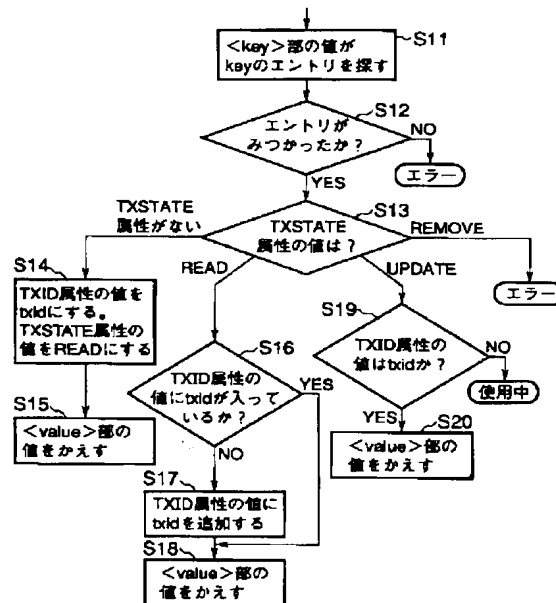 S11
<key>部の値が
keyのエントリを探す
S12
エントリが
みつかったか?
NO
エラー
YES
TXSTATE
属性がない
S13
TXSTATE
属性の値は?
REMOVE
エラー
READ
UPDATE
S14
TXID属性の値を
txidにする。
TXSTATE属性の
値をREADにする
S15
<value>部の
値をかえす
S16
TXID属性の
値にtxidが入って
いるか?
YES
NO
S17
TXID属性の値に
txidを追加する
S18
<value>部の
値をかえす
S19
TXID属性の
値はtxidか?
NO
使用中
YES
S20
<value>部の
値をかえす